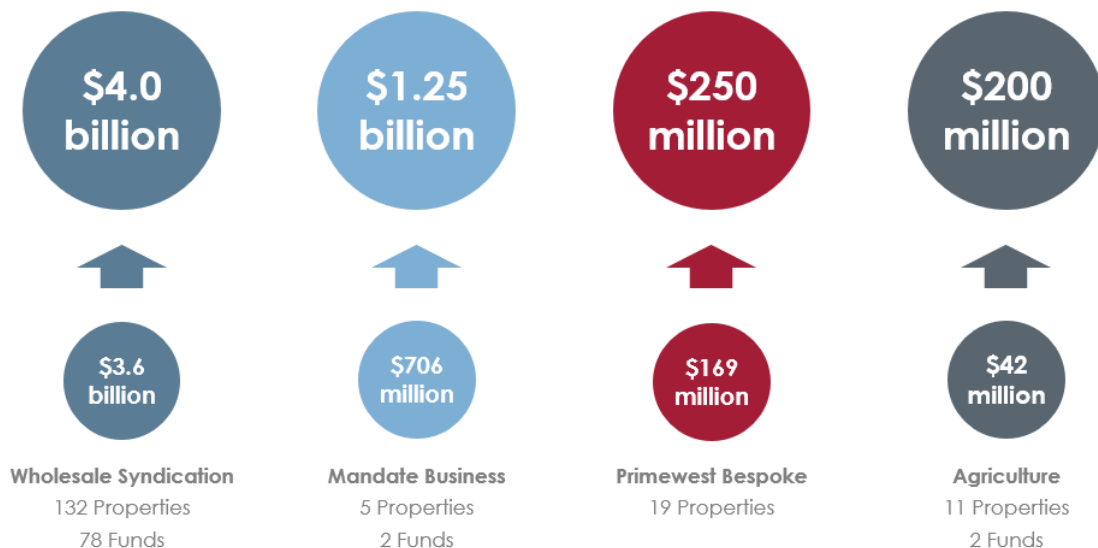 $4.0
billion
$1.25
billion
$250
million
$200
million
$3.6
billion
$706
million
$169
million
$42
million
Wholesale Syndication
132 Properties
78 Funds
Mandate Business
5 Properties
2 Funds
Primewest Bespoke
19 Properties
Agriculture
11 Properties
2 Funds